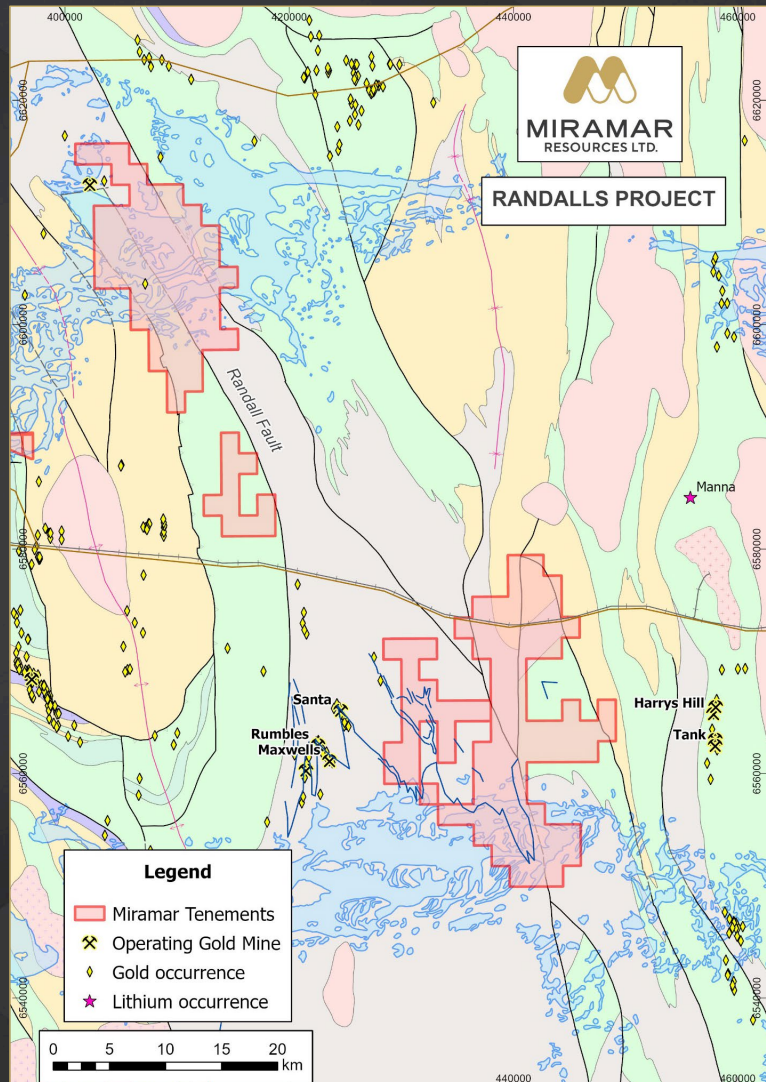 400000
4200000
440000
460000
6620000
6620000
MIRAMAR
RESOURCES LTD.
RANDALLS PROJECT
6600000
6600000
Randall Fault
Manna
6580000
6580000
Santa
Rumbles
Maxwells
Harrys Hill
Tank
6560000
6560000
Legend
Miramar Tenements
Operating Gold Mine
Gold occurrence
Lithium occurrence
6540000
6540000
0 5 10 15 20
km
440000
460000